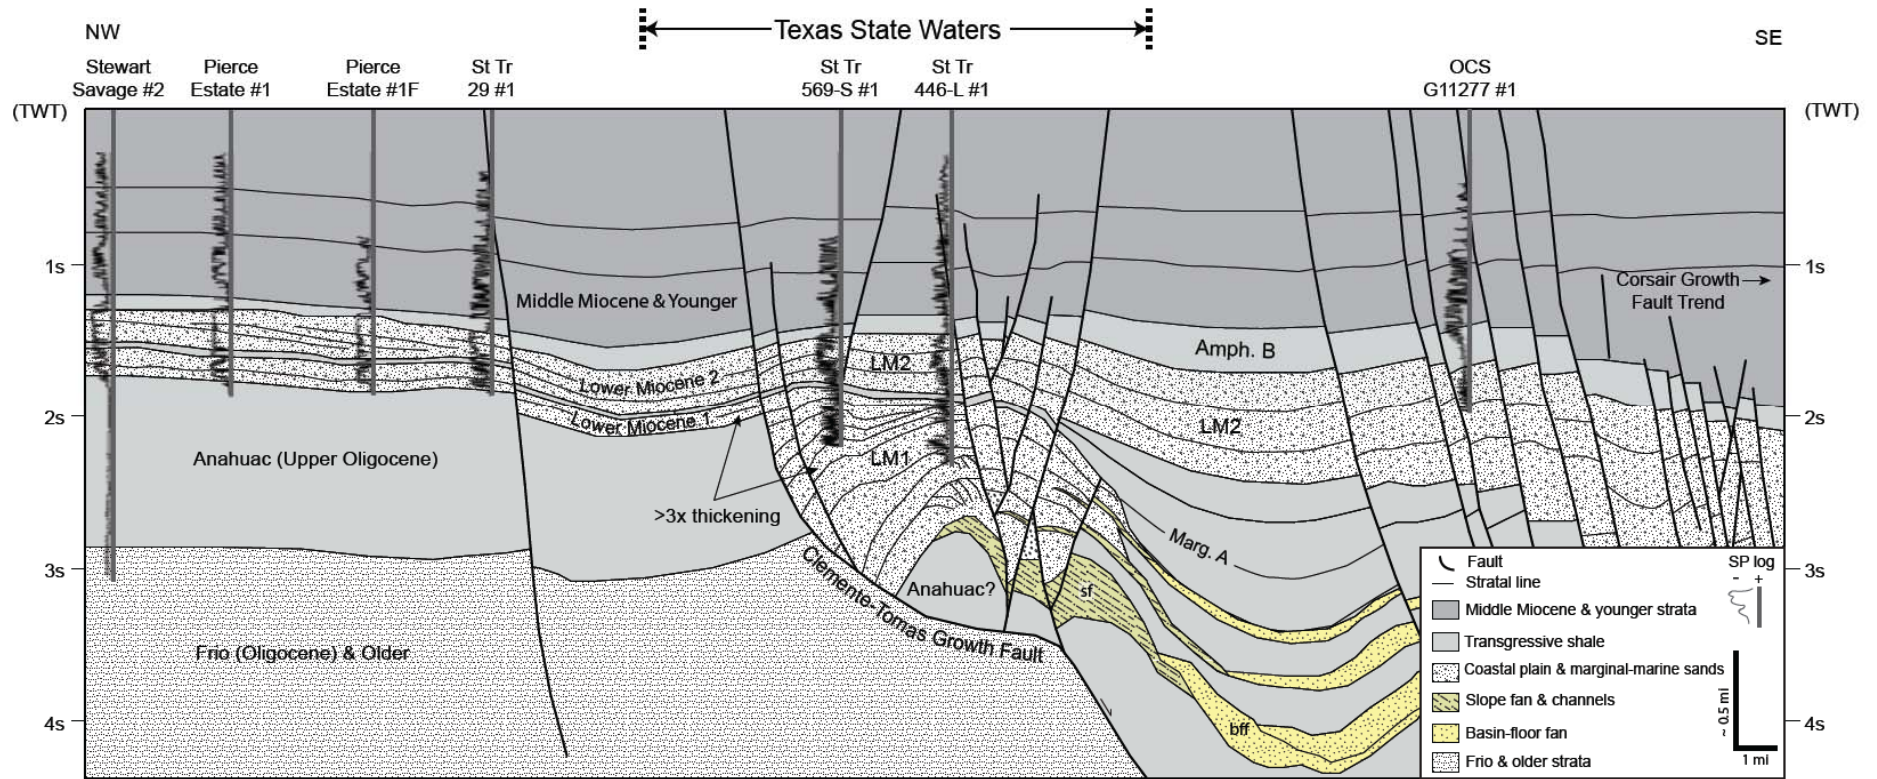 Texas State Waters
NW
SE
Stewart
Savage #2
Pierce
Estate #1
Pierce
Estate #1F
St Tr
29 #1
St Tr
569-S #1
St Tr
446-L #1
OCS
G11277 #1
(TWT)
(TWT)
1s
1s
Corsair Growth
Fault Trend
Middle Miocene & Younger
Amph. B
LM2
Lower Miocene 2
2s
2s
Lower Miocene 1
LM2
Anahuac (Upper Oligocene)
LM1
>3x thickening
Marg. A
3s
3s
Clemente-Tomas Growth Fault
Anahuac?
sf
Frio (Oligocene) & Older
4s
4s
bff
Fault
Stratal line
Middle Miocene & younger strata
Transgressive shale
Coastal plain & marginal-marine sands
Slope fan & channels
Basin-floor fan
Frio & older strata
SP log
- +
~ 0.5 mi
1 mi